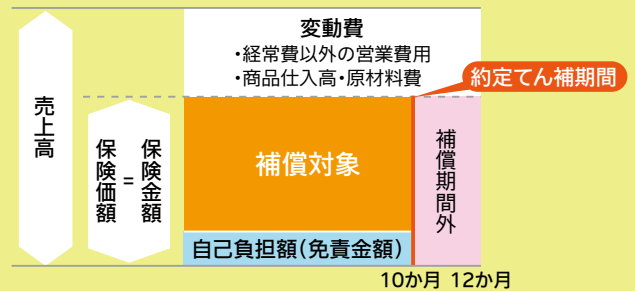 変動費
・経常費以外の営業費用
・商品仕入高・原材料費
約定てん補期間
売上高
保険価額
=
保険金額
補償対象
補償期間外
自己負担額(免責金額)
10か月 12か月